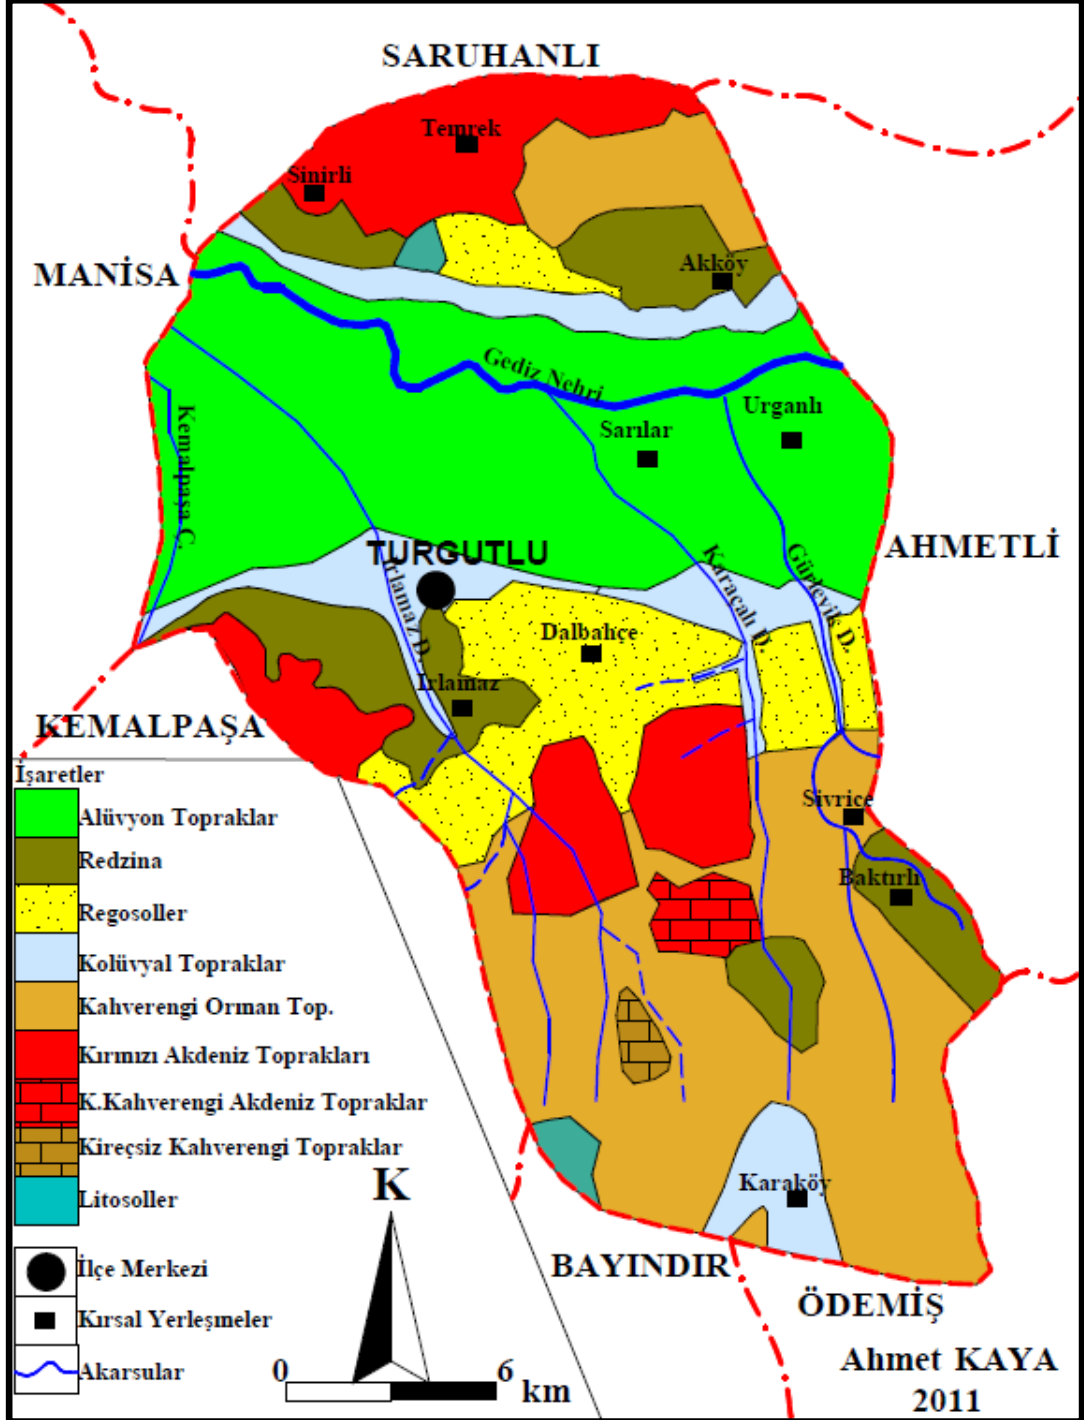 SARUHANLI
Temrek
Sinirli
MANİSA
Akköy
Gediz Nehri
Urganlı
Sarılar
Kemalpaşa Ç.
AHMETLİ
TURGUTLU
Irlamaz D.
Karaçalı D.
Gürlevik D.
Dalbahçe
Irlamaz
KEMALPAŞA
İşaretler
Sivrice
Alüvyon Topraklar
Redzina
Baktırlı
Regosoller
Kolüvyal Topraklar
Kahverengi Orman Top.
Kırmızı Akdeniz Toprakları
K.Kahverengi Akdeniz Topraklar
Kireçsiz Kahverengi Topraklar
Litosoller
K
Karaköy
İlçe Merkezi
BAYINDIR
Kırsal Yerleşmeler
ÖDEMİŞ
Akarsular
0 6
km
Ahmet KAYA
2011